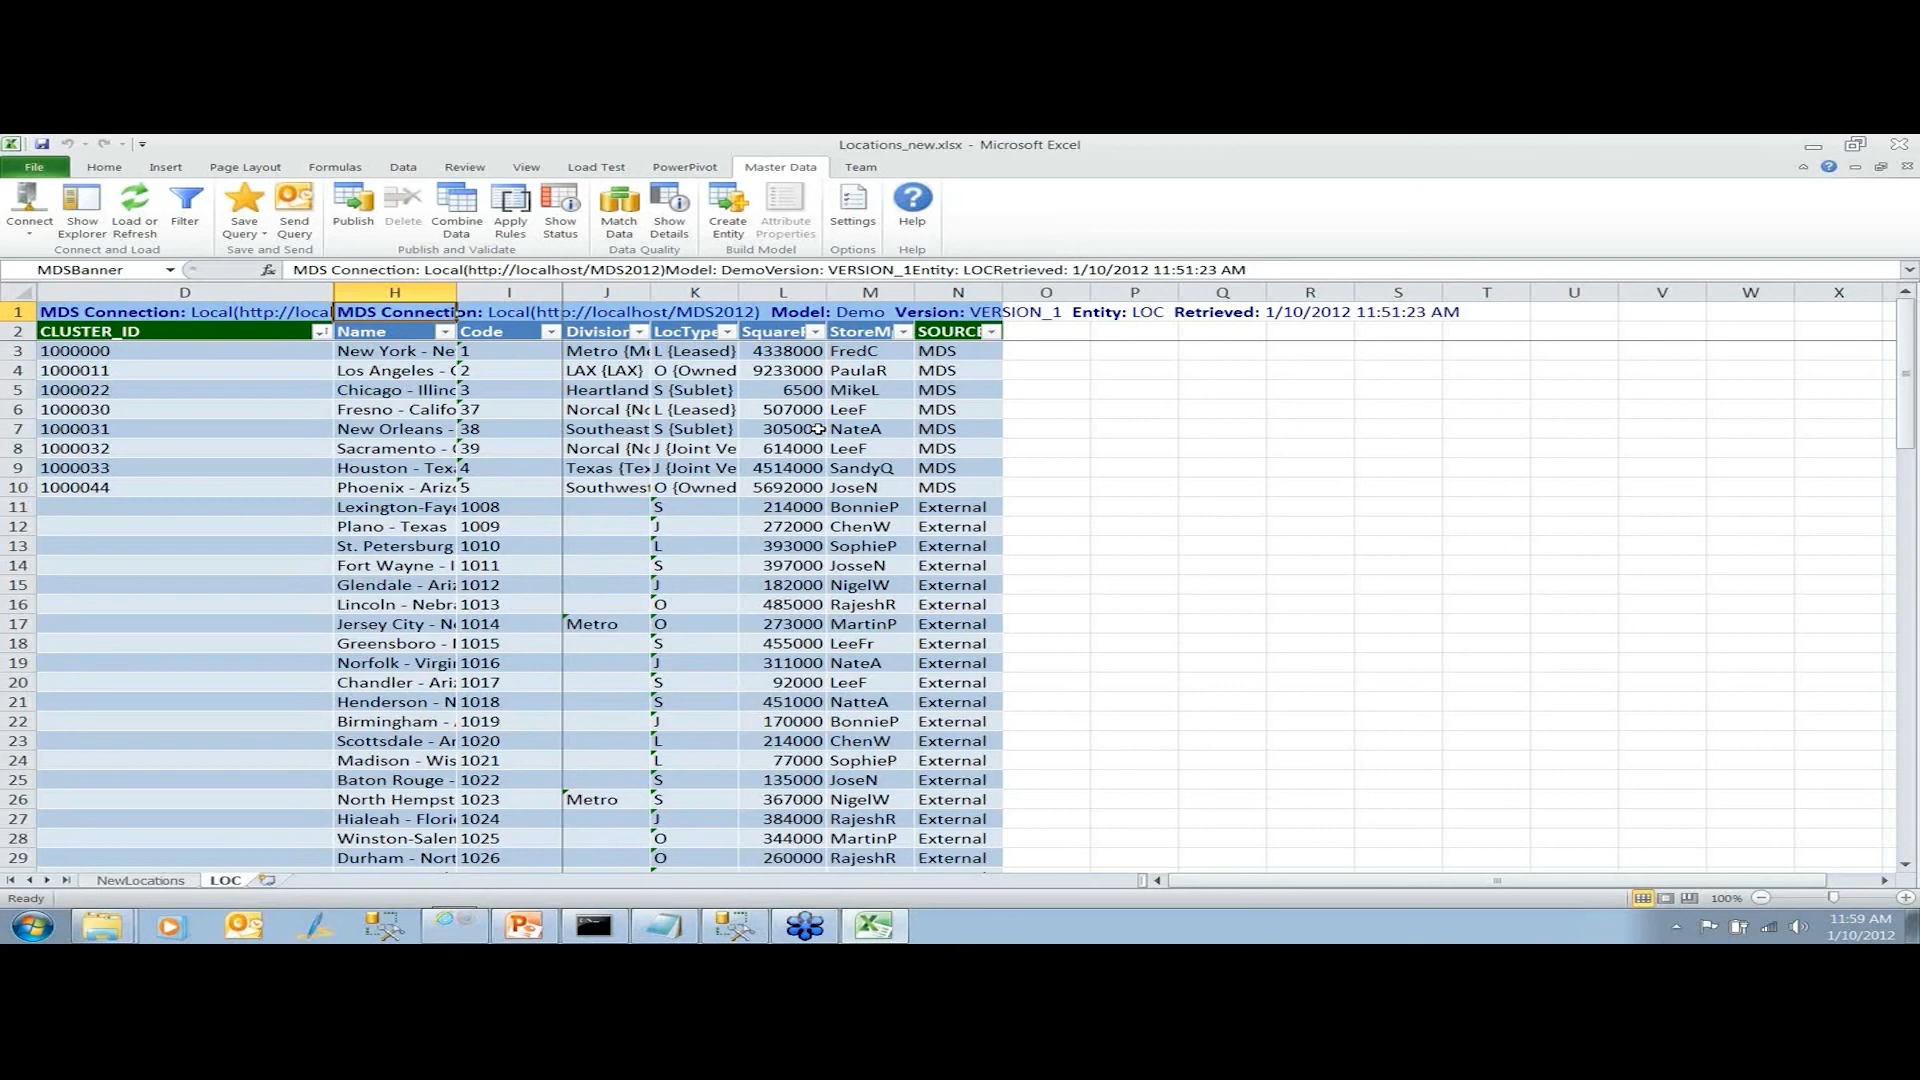 Locations_new.xlsx - Microsoft Excel
File Home Insert Page Layout Formulas Data Review View Load Test PowerPivot Master Data Team
Connect Show Explorer Load or Refresh Filter Save Query Send Query Publish Delete Combine Data Apply Rules Show Status Match Data Show Details Create Entity Attribute Properties Settings Help
Connect and Load Save and Send Publish and Validate Data Quality Build Model Options Help
MDSBanner fx MDS Connection: Local(http://localhost/MDS2012)Model: DemoVersion: VERSION_1Entity: LOCRetrieved: 1/10/2012 11:51:23 AM
D H I J K L M N O P Q R S T U V W X
1 MDS Connection: Local(http://loca MDS Connection: Local(http://localhost/MDS2012) Model: Demo Version: VERSION_1 Entity: LOC Retrieved: 1/10/2012 11:51:23 AM
2 CLUSTER_ID Name Code Division LocType SquareF StoreM SOURCE
3 1000000 New York - Ne 1 Metro {Me L {Leased} 4338000 FredC MDS
4 1000011 Los Angeles - C 2 LAX {LAX} O {Owned 9233000 PaulaR MDS
5 1000022 Chicago - Illinc 3 Heartland S {Sublet} 6500 MikeL MDS
6 1000030 Fresno - Califo 37 Norcal {Nc L {Leased} 507000 LeeF MDS
7 1000031 New Orleans - 38 Southeast S {Sublet} 305000 NateA MDS
8 1000032 Sacramento - C 39 Norcal {Nc J {Joint Ve 614000 LeeF MDS
9 1000033 Houston - Texa 4 Texas {Tex J {Joint Ve 4514000 SandyQ MDS
10 1000044 Phoenix - Arizo 5 Southwest O {Owned 5692000 JoseN MDS
11 Lexington-Faye 1008 S 214000 BonnieP External
12 Plano - Texas 1009 J 272000 ChenW External
13 St. Petersburg 1010 L 393000 SophieP External
14 Fort Wayne - I 1011 S 397000 JosseN External
15 Glendale - Ariz 1012 J 182000 NigelW External
16 Lincoln - Nebra 1013 O 485000 RajeshR External
17 Jersey City - N 1014 Metro O 273000 MartinP External
18 Greensboro - I 1015 S 455000 LeeFr External
19 Norfolk - Virgi 1016 J 311000 NateA External
20 Chandler - Ari 1017 S 92000 LeeF External
21 Henderson - N 1018 S 451000 NatteA External
22 Birmingham - 1019 J 170000 BonnieP External
23 Scottsdale - Ar 1020 L 214000 ChenW External
24 Madison - Wis 1021 L 77000 SophieP External
25 Baton Rouge - 1022 S 135000 JoseN External
26 North Hempst 1023 Metro S 367000 NigelW External
27 Hialeah - Flori 1024 J 384000 RajeshR External
28 Winston-Salen 1025 O 344000 MartinP External
29 Durham - Nort 1026 O 260000 RajeshR External
NewLocations LOC
Ready 100%
11:59 AM
1/10/2012